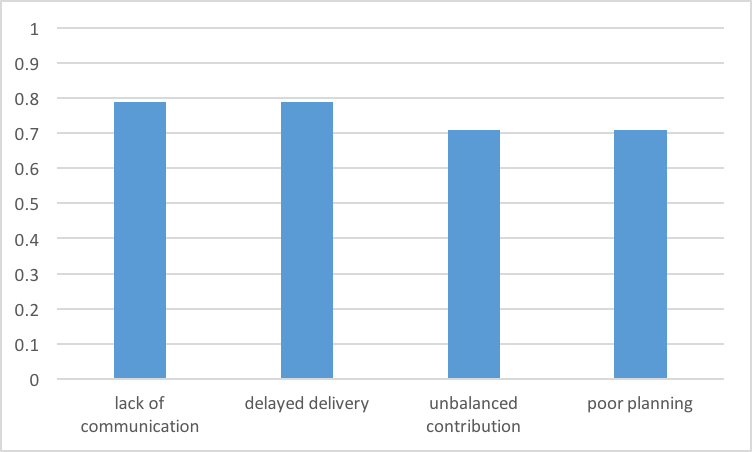 1
0.9
0.8
0.7
0.6
0.5
0.4
0.3
0.2
0.1
0
lack of
communication
delayed delivery
unbalanced
contribution
poor planning